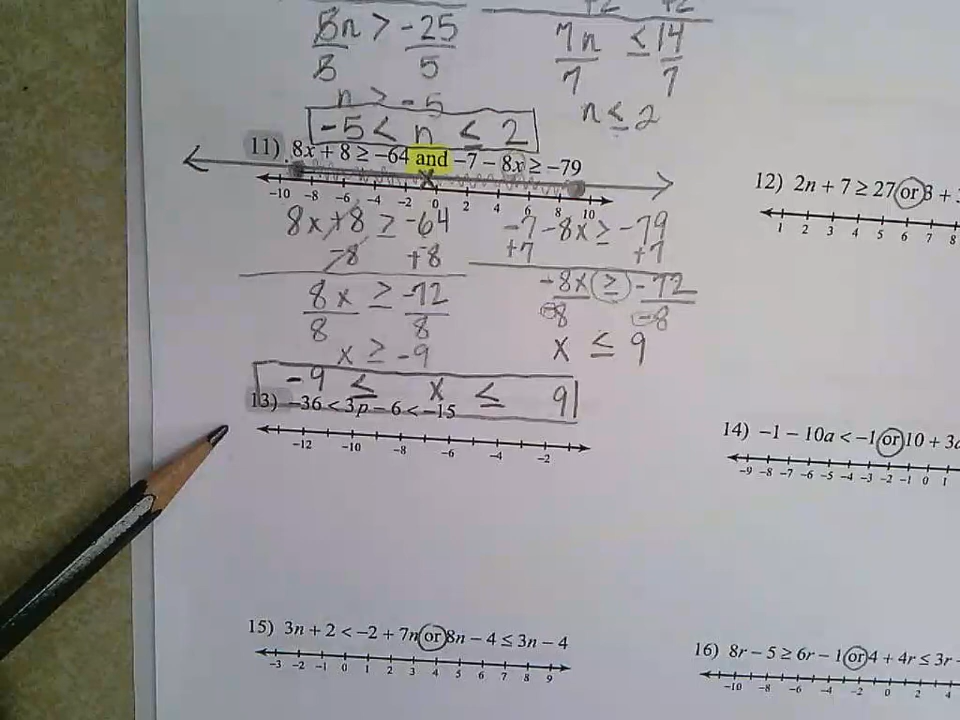 +2 +2
5n > -25 7n ≤ 14
5 5 7 7
n > -5 n ≤ 2
-5 < n ≤ 2
11) 8x + 8 ≥ −64 and −7 − 8x ≥ −79
x
−10 −8 −6 −4 −2 0 2 4 6 8 10
8x + 8 ≥ -64 -7 - 8x ≥ -79
-8 +8 +7 +7
8x ≥ -72 -8x ≥ -72
8 8 -8 -8
x ≥ -9 x ≤ 9
-9 ≤ x ≤ 9
12) 2n + 7 ≥ 27 or 3 +
1 2 3 4 5 6 7 8
13) −36 < 3p − 6 < −15
−12 −10 −8 −6 −4 −2
14) −1 − 10a < −1 or 10 + 3a
−9 −8 −7 −6 −5 −4 −3 −2 −1 0 1
15) 3n + 2 < −2 + 7n or 8n − 4 ≤ 3n − 4
−3 −2 −1 0 1 2 3 4 5 6 7 8 9
16) 8r − 5 ≥ 6r − 1 or 4 + 4r ≤ 3r −
−10 −8 −6 −4 −2 0 2 4